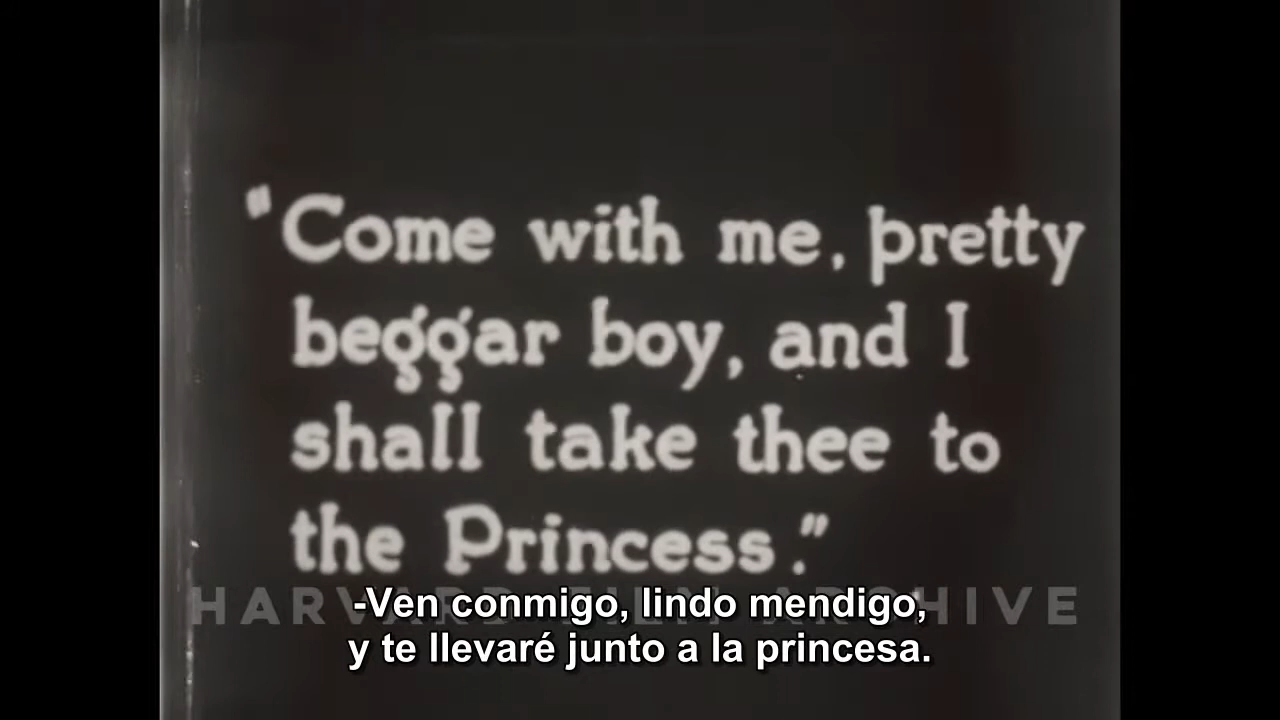 "Come with me, pretty
beggar boy, and I
shall take thee to
the Princess."
HARVARD FILM ARCHIVE
-Ven conmigo, lindo mendigo,
y te llevaré junto a la princesa.